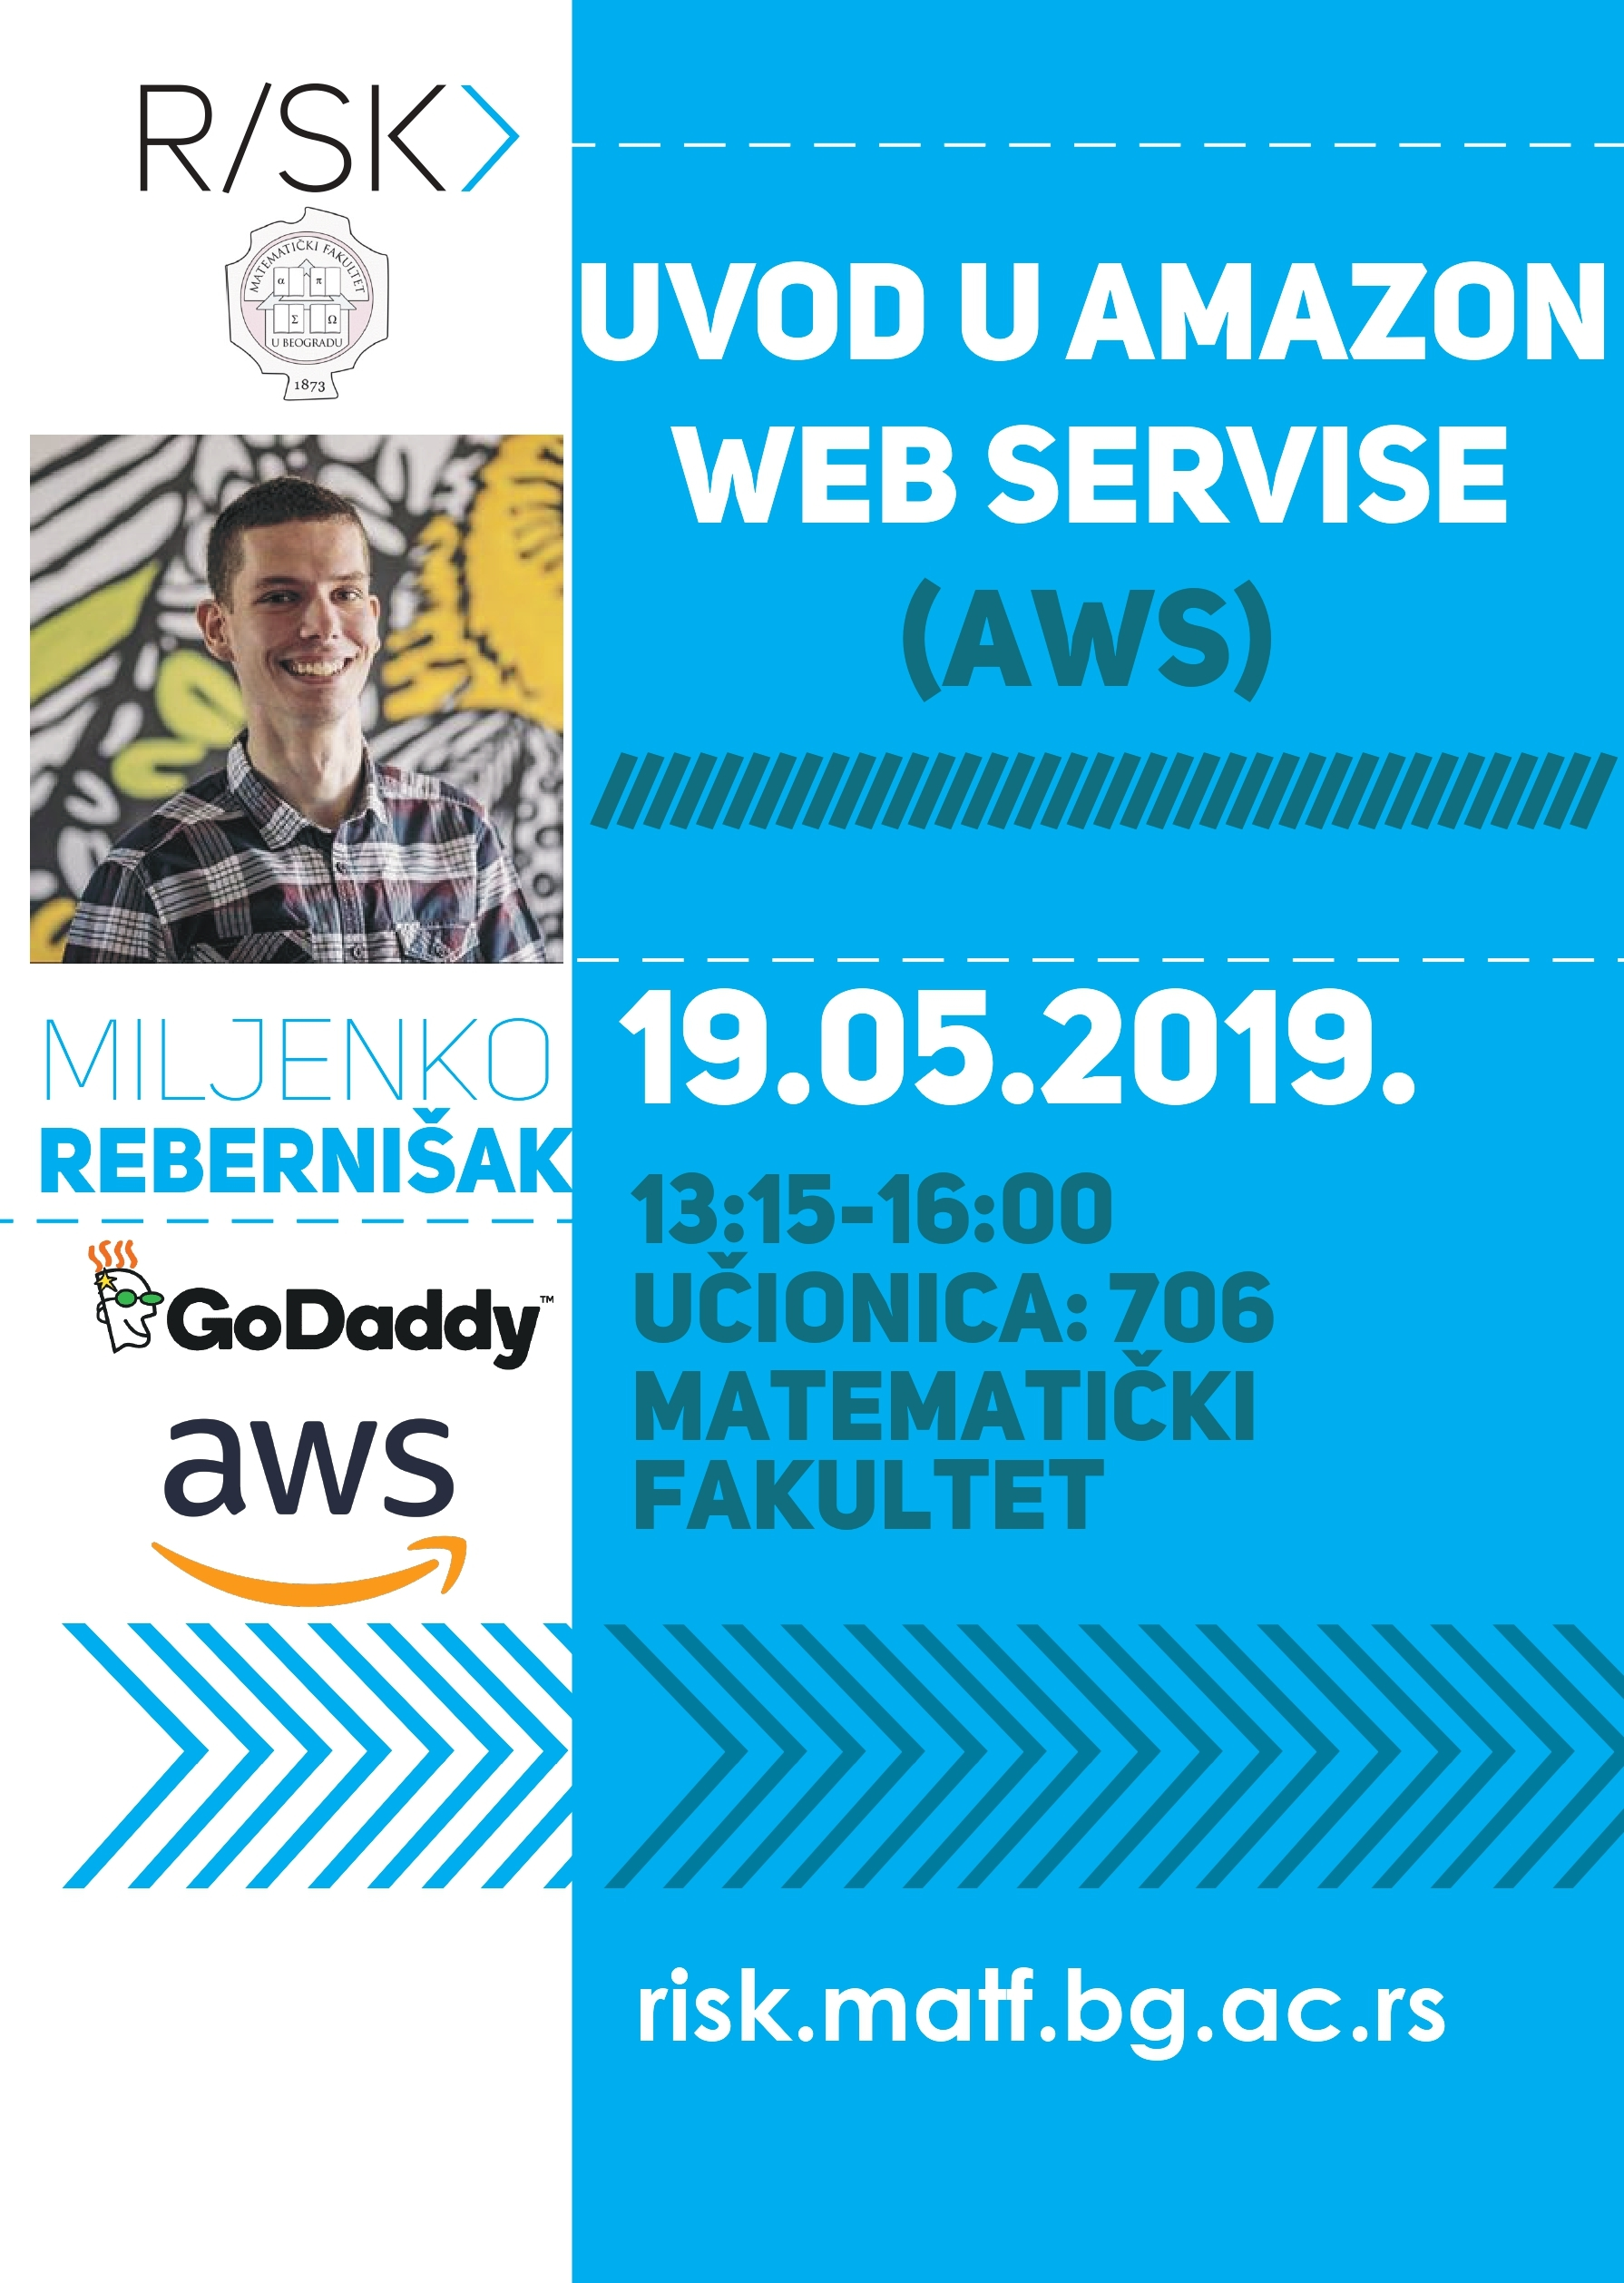 R/SK>
MATEMATIČKI FAKULTET
α π
Σ Ω
U BEOGRADU
1873
MILJENKO
REBERNIŠAK
GoDaddy™
aws
UVOD U AMAZON
WEB SERVISE
(AWS)
19.05.2019.
13:15-16:00
UČIONICA: 706
MATEMATIČKI
FAKULTET
risk.matf.bg.ac.rs